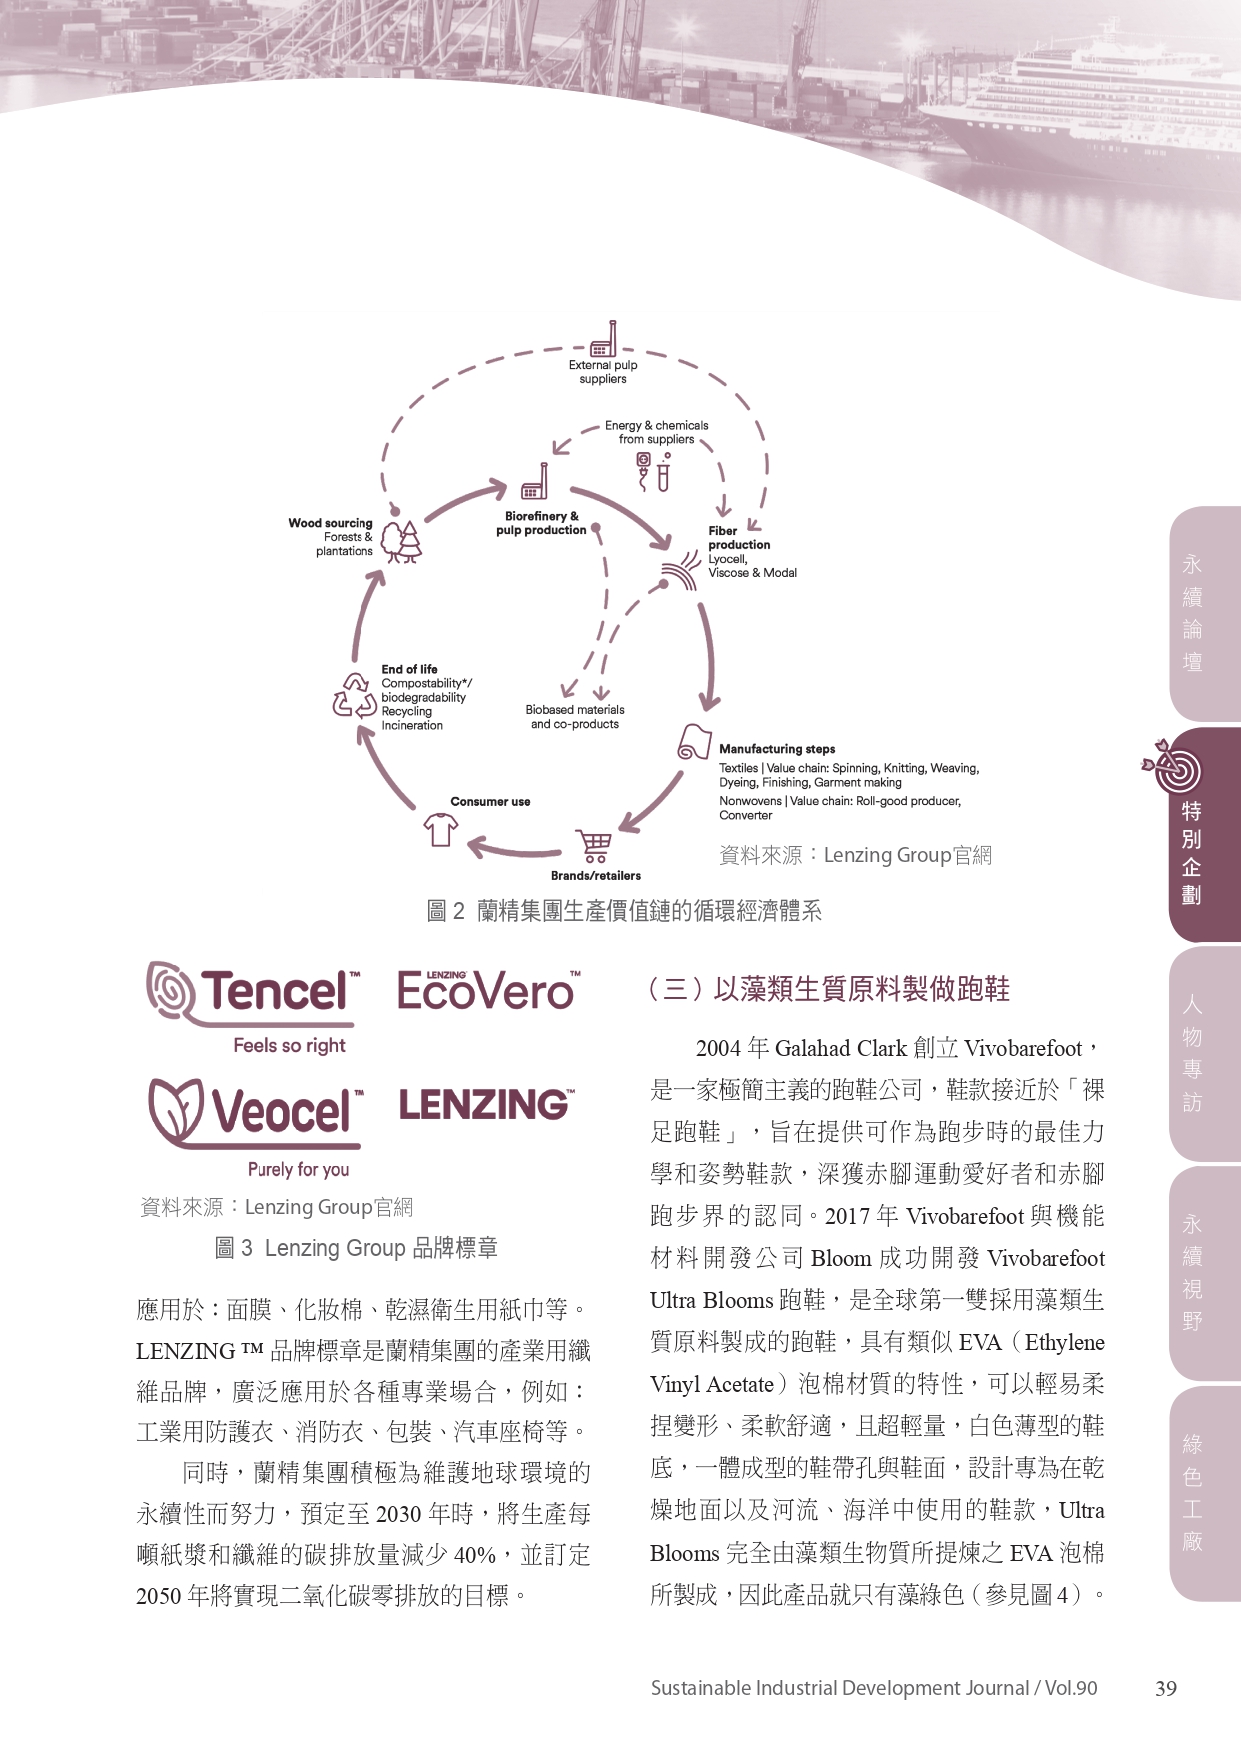 External pulp
suppliers
Energy & chemicals
from suppliers
Wood sourcing
Forests &
plantations
Biorefinery &
pulp production
Fiber
production
Lyocell,
Viscose & Modal
End of life
Compostability*/
biodegradability
Recycling
Incineration
Biobased materials
and co-products
Manufacturing steps
Textiles | Value chain: Spinning, Knitting, Weaving,
Dyeing, Finishing, Garment making
Nonwovens | Value chain: Roll-good producer,
Converter
Consumer use
Brands/retailers
資料來源：Lenzing Group官網
圖 2 蘭精集團生產價值鏈的循環經濟體系
Tencel™
Feels so right
LENZING
EcoVero™
Veocel™
Purely for you
LENZING™
資料來源：Lenzing Group官網
圖 3 Lenzing Group 品牌標章
應用於：面膜、化妝棉、乾濕衛生用紙巾等。
LENZING ™ 品牌標章是蘭精集團的產業用纖
維品牌，廣泛應用於各種專業場合，例如：
工業用防護衣、消防衣、包裝、汽車座椅等。
同時，蘭精集團積極為維護地球環境的
永續性而努力，預定至 2030 年時，將生產每
噸紙漿和纖維的碳排放量減少 40%，並訂定
2050 年將實現二氧化碳零排放的目標。
（三）以藻類生質原料製做跑鞋
2004 年 Galahad Clark 創立 Vivobarefoot，
是一家極簡主義的跑鞋公司，鞋款接近於「裸
足跑鞋」，旨在提供可作為跑步時的最佳力
學和姿勢鞋款，深獲赤腳運動愛好者和赤腳
跑步界的認同。2017 年 Vivobarefoot 與機能
材料開發公司 Bloom 成功開發 Vivobarefoot
Ultra Blooms 跑鞋，是全球第一雙採用藻類生
質原料製成的跑鞋，具有類似 EVA（Ethylene
Vinyl Acetate）泡棉材質的特性，可以輕易柔
捏變形、柔軟舒適，且超輕量，白色薄型的鞋
底，一體成型的鞋帶孔與鞋面，設計專為在乾
燥地面以及河流、海洋中使用的鞋款，Ultra
Blooms 完全由藻類生物質所提煉之 EVA 泡棉
所製成，因此產品就只有藻綠色（參見圖 4）。
永續論壇
特別企劃
人物專訪
永續視野
綠色工廠
Sustainable Industrial Development Journal / Vol.90
39